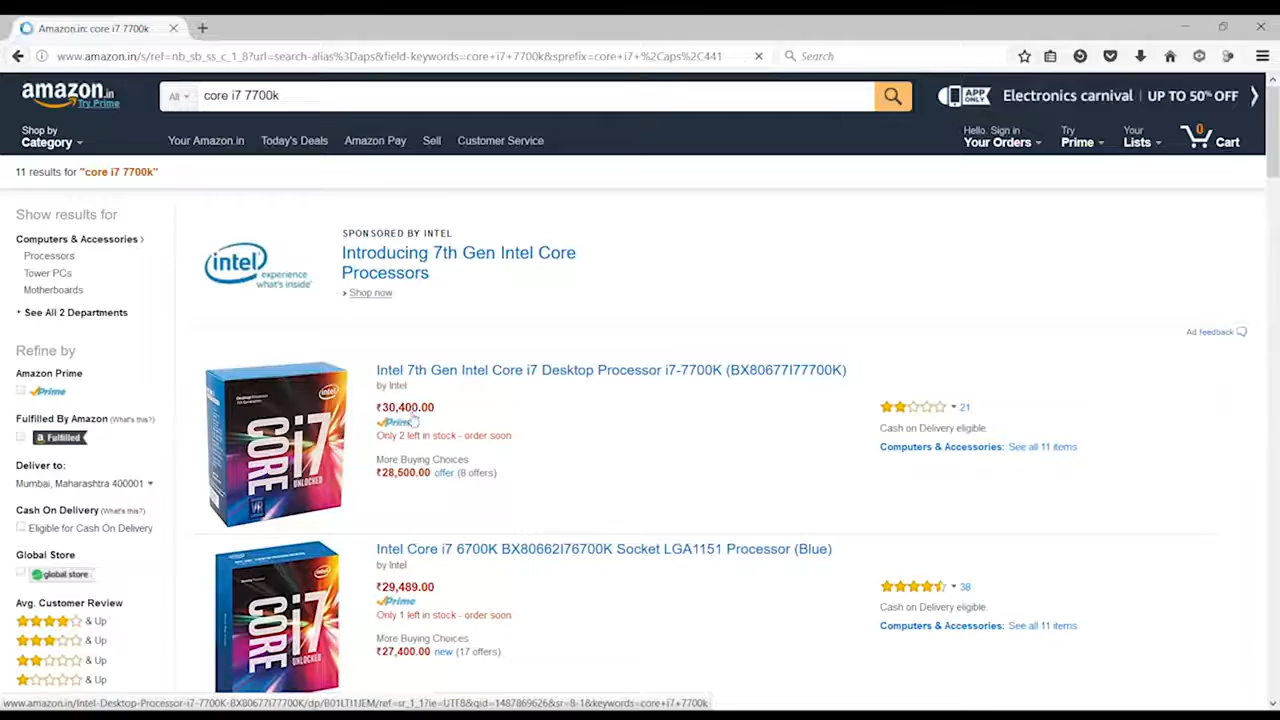 Amazon.in: core i7 7700k
www.amazon.in/s/ref=nb_sb_ss_c_1_8?url=search-alias%3Daps&field-keywords=core+i7+7700k&sprefix=core+i7+%2Caps%2C441
Search
amazon.in
Try Prime
All
core i7 7700k
APP ONLY
Electronics carnival | UP TO 50% OFF
Shop by
Category
Your Amazon.in
Today's Deals
Amazon Pay
Sell
Customer Service
Hello. Sign in
Your Orders
Try
Prime
Your
Lists
0
Cart
11 results for "core i7 7700k"
Show results for
Computers & Accessories
Processors
Tower PCs
Motherboards
+ See All 2 Departments
Refine by
Amazon Prime
Prime
Fulfilled By Amazon (What's this?)
a Fulfilled
Deliver to:
Mumbai, Maharashtra 400001
Cash On Delivery (What's this?)
Eligible for Cash On Delivery
Global Store
global store
Avg. Customer Review
& Up
& Up
& Up
& Up
intel
experience
what's inside
SPONSORED BY INTEL
Introducing 7th Gen Intel Core
Processors
Shop now
Ad feedback
intel
CORE i7
UNLOCKED
VR
Intel 7th Gen Intel Core i7 Desktop Processor i7-7700K (BX80677I77700K)
by Intel
₹30,400.00
Prime
Only 2 left in stock - order soon
More Buying Choices
₹28,500.00 offer (8 offers)
21
Cash on Delivery eligible.
Computers & Accessories: See all 11 items
intel
CORE i7
Intel Core i7 6700K BX80662I76700K Socket LGA1151 Processor (Blue)
by Intel
₹29,489.00
Prime
Only 1 left in stock - order soon
More Buying Choices
₹27,400.00 new (17 offers)
38
Cash on Delivery eligible.
Computers & Accessories: See all 11 items
www.amazon.in/Intel-Desktop-Processor-i7-7700K-BX80677I77700K/dp/B01LTI1JEM/ref=sr_1_1?ie=UTF8&qid=1487869626&sr=8-1&keywords=core+i7+7700k